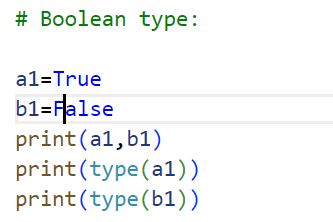 # Boolean type:
a1=True
b1=False
print(a1,b1)
print(type(a1))
print(type(b1))